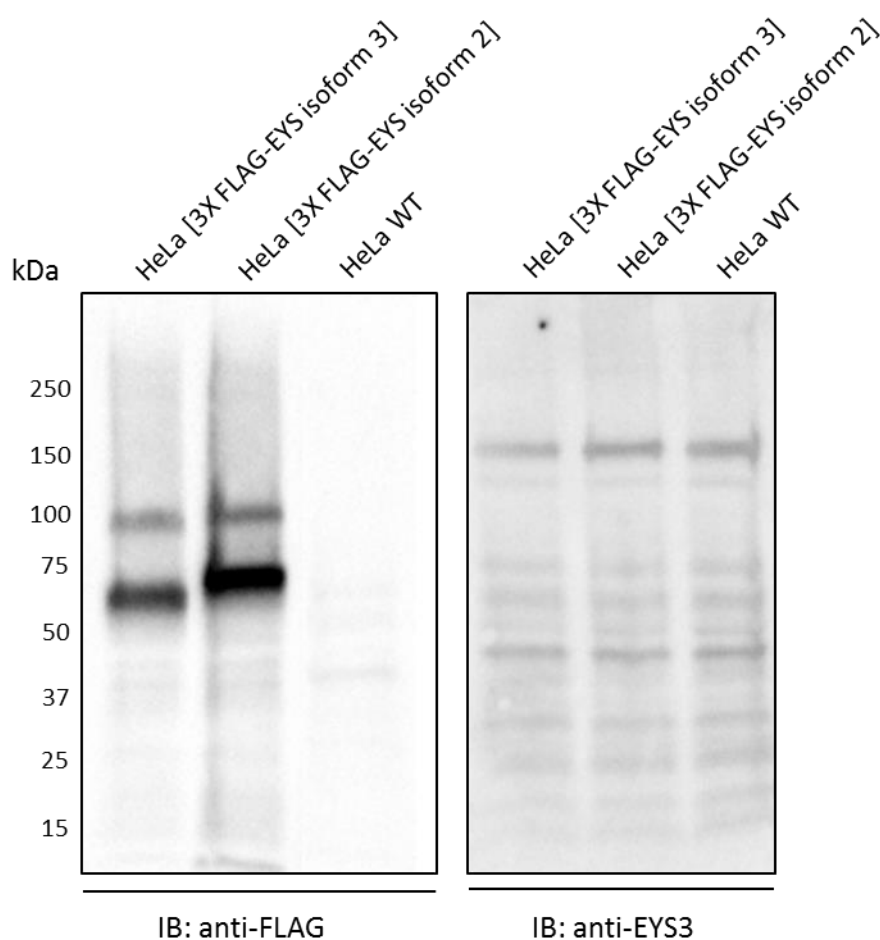 HeLa [3X FLAG-EYS isoform 3]
HeLa [3X FLAG-EYS isoform 2]
HeLa WT
HeLa [3X FLAG-EYS isoform 3]
HeLa [3X FLAG-EYS isoform 2]
HeLa WT
kDa
250
150
100
75
50
37
25
15
IB: anti-FLAG
IB: anti-EYS3